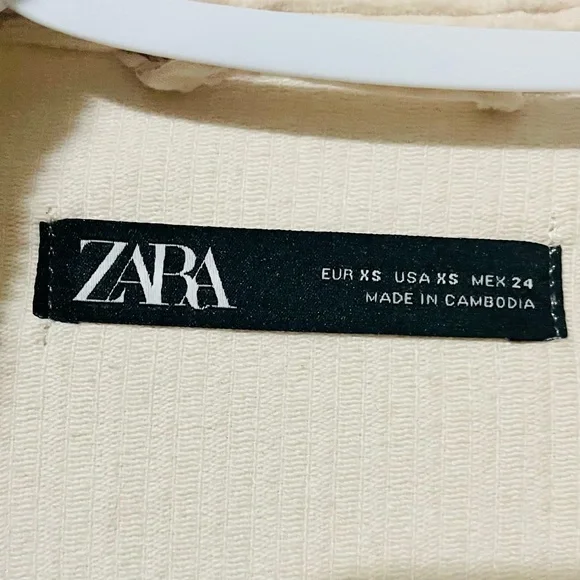 ZARA
EUR XS USA XS MEX 24
MADE IN CAMBODIA